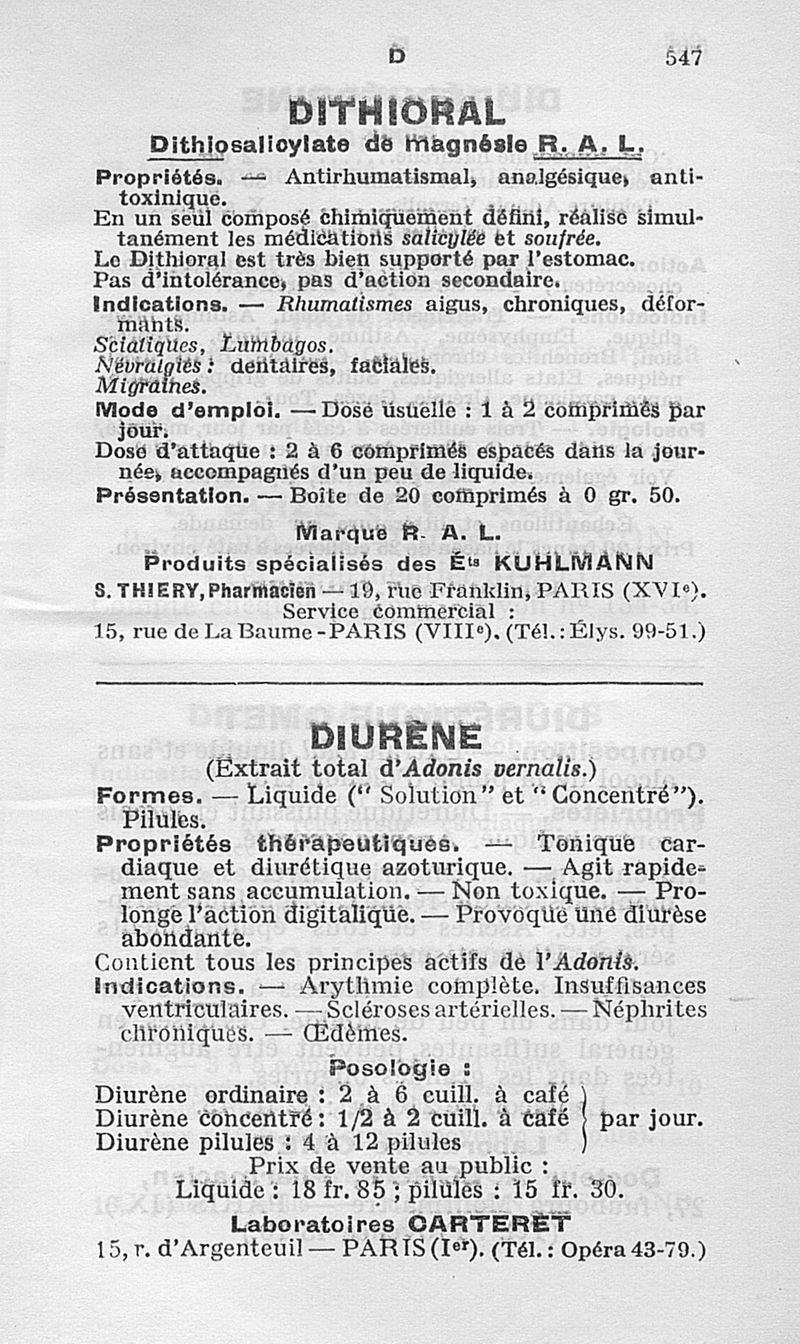 D 547
DITHIORAL
Dithiosalicylate de magnésie R. A. L.
Propriétés. — Antirhumatismal, analgésique, anti-
toxinique.
En un seul composé chimiquement défini, réalise simul-
tanément les médications salicylée et soufrée.
Le Dithioral est très bien supporté par l'estomac.
Pas d'intolérance, pas d'action secondaire.
Indications. — Rhumatismes aigus, chroniques, défor-
mants.
Sciatiques, Lumbagos.
Névralgies : dentaires, faciales.
Migraines.
Mode d'emploi. — Dose usuelle : 1 à 2 comprimés par
jour.
Dose d'attaque : 2 à 6 comprimés espacés dans la jour-
née, accompagnés d'un peu de liquide.
Présentation. — Boîte de 20 comprimés à 0 gr. 50.
Marque R. A. L.
Produits spécialisés des Éts KUHLMANN
S. THIERY, Pharmacien — 19, rue Franklin, PARIS (XVIe).
Service commercial :
15, rue de La Baume - PARIS (VIIIe). (Tél. : Élys. 99-51.)
DIURÈNE
(Extrait total d'Adonis vernalis.)
Formes. — Liquide (“ Solution ” et “ Concentré ”).
Pilules.
Propriétés thérapeutiques. — Tonique car-
diaque et diurétique azoturique. — Agit rapide-
ment sans accumulation. — Non toxique. — Pro-
longe l'action digitalique. — Provoque une diurèse
abondante.
Contient tous les principes actifs de l'Adonis.
Indications. — Arythmie complète. Insuffisances
ventriculaires. — Scléroses artérielles. — Néphrites
chroniques. — Œdèmes.
Posologie :
Diurène ordinaire : 2 à 6 cuill. à café
Diurène concentré : 1/2 à 2 cuill. à café } par jour.
Diurène pilules : 4 à 12 pilules
Prix de vente au public :
Liquide : 18 fr. 85 ; pilules : 15 fr. 30.
Laboratoires CARTERET
15, r. d'Argenteuil — PARIS (Ier). (Tél. : Opéra 43-79.)